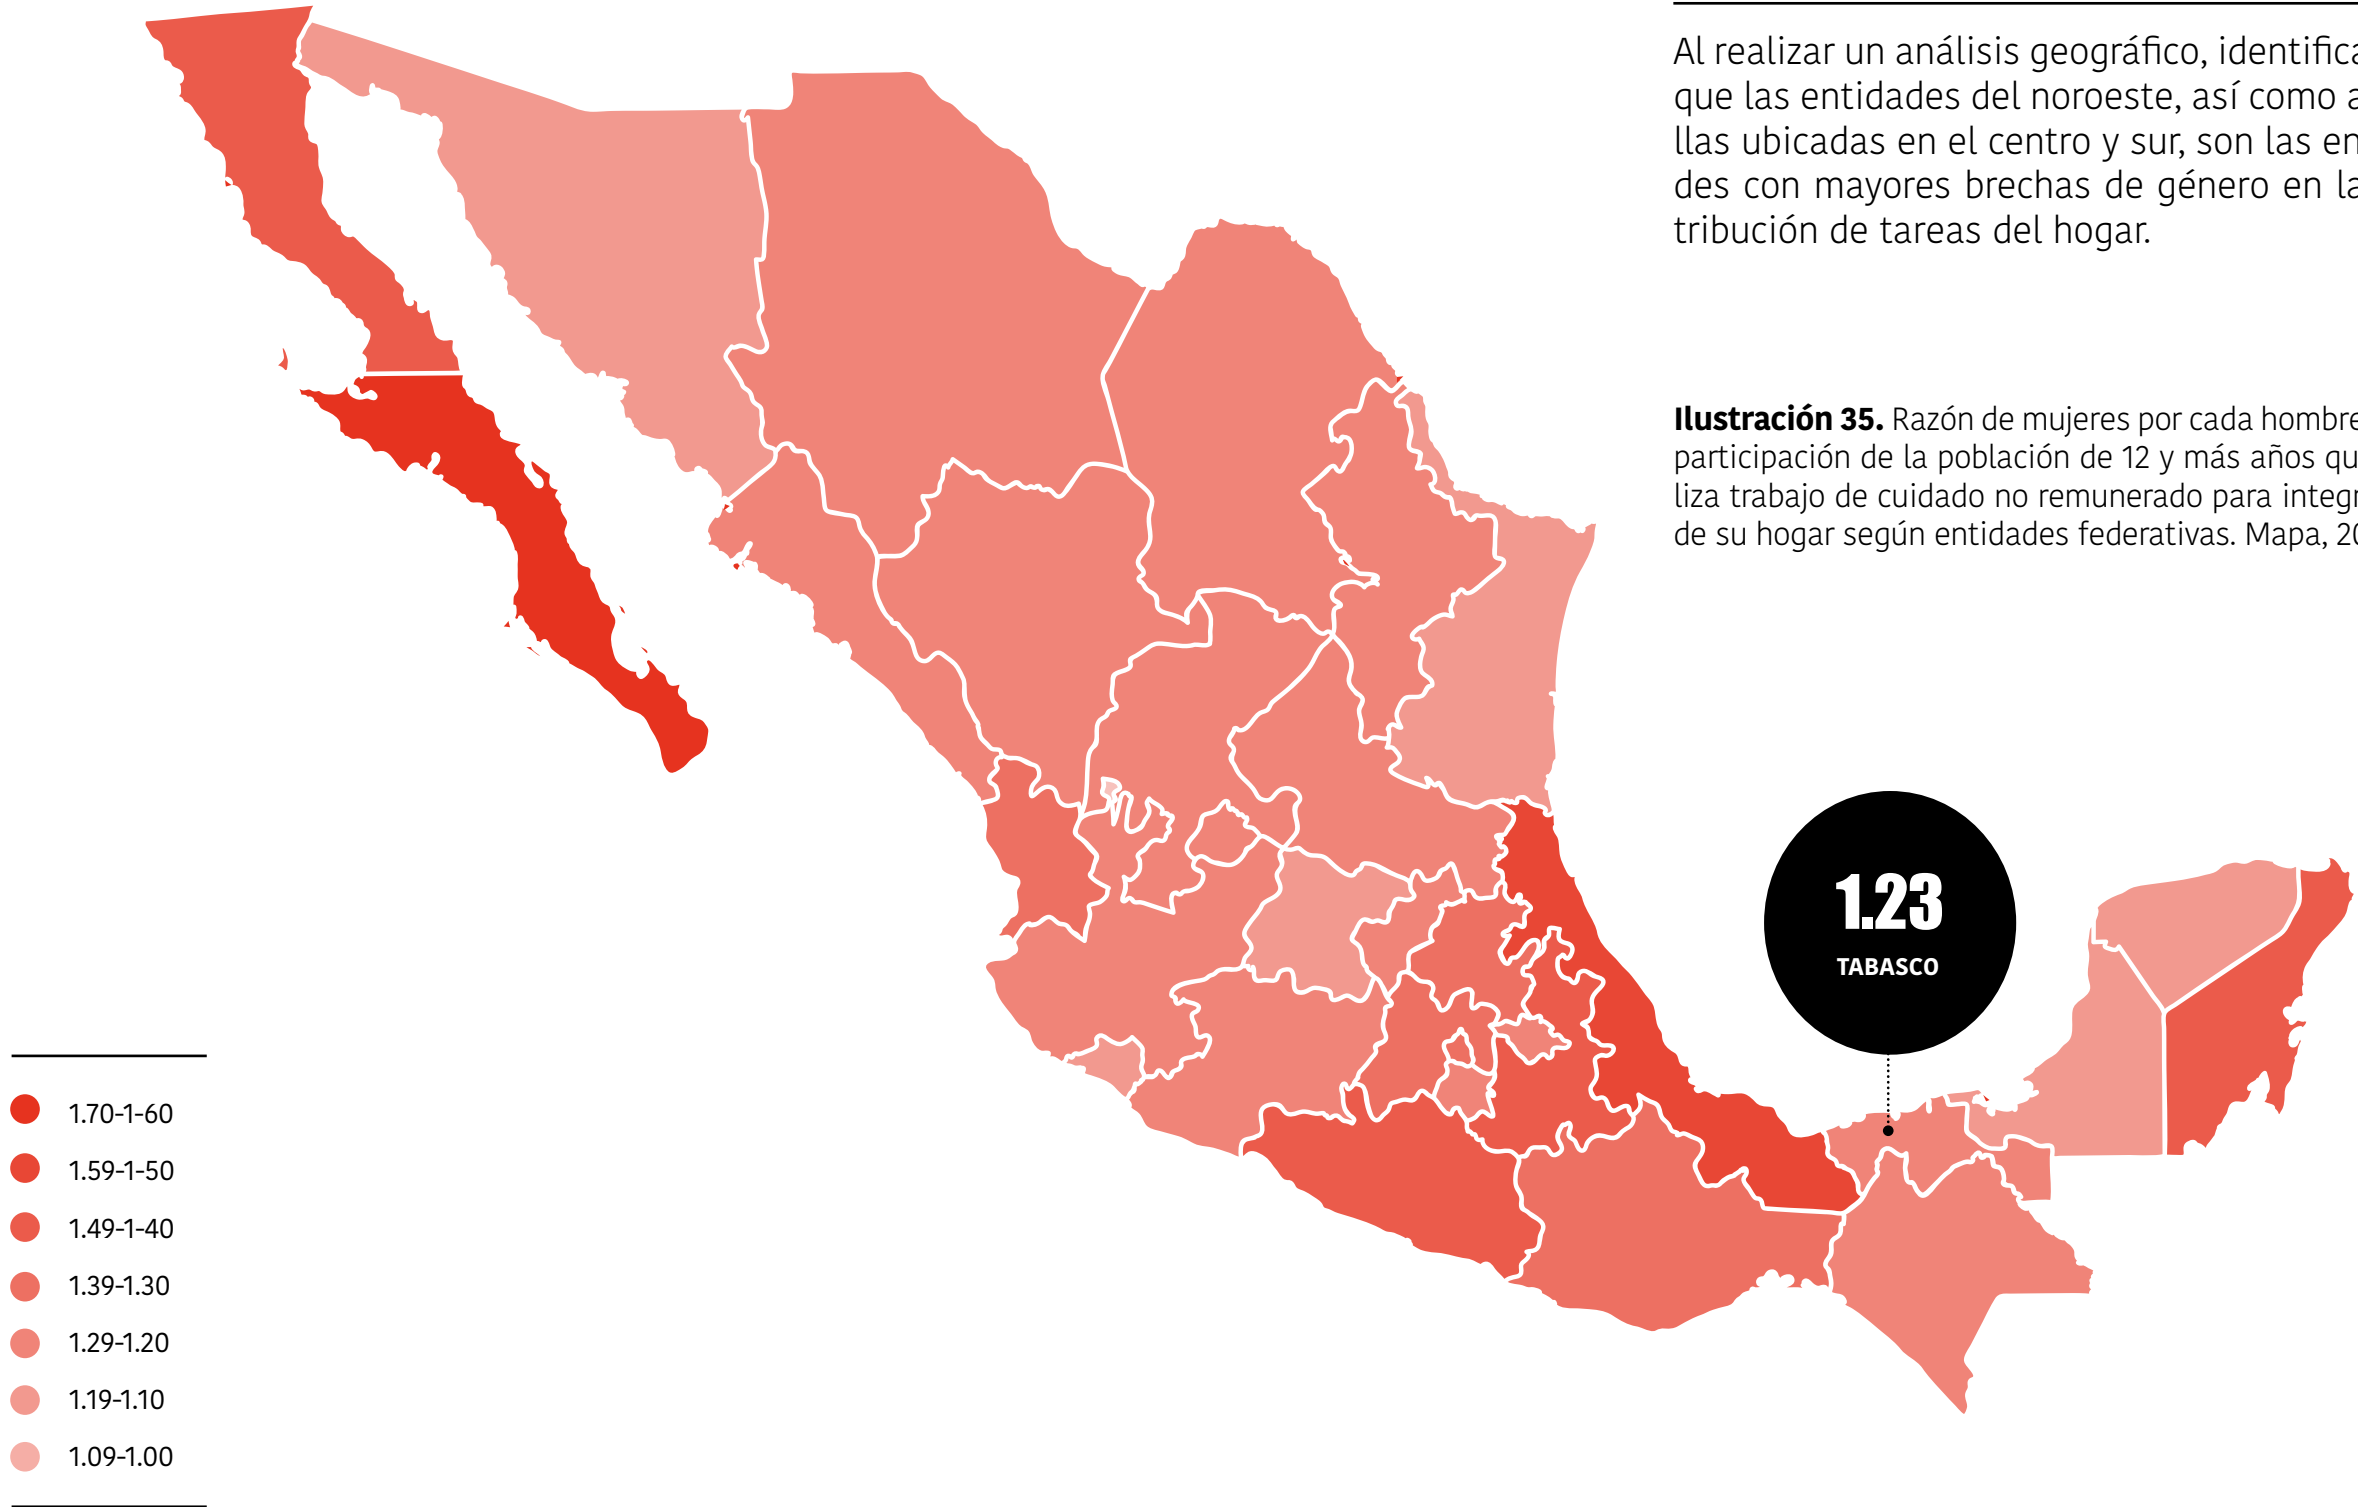 Al realizar un análisis geográfico, identifica
que las entidades del noroeste, así como a
llas ubicadas en el centro y sur, son las en
des con mayores brechas de género en la
tribución de tareas del hogar.
Ilustración 35. Razón de mujeres por cada hombre
participación de la población de 12 y más años qu
liza trabajo de cuidado no remunerado para integr
de su hogar según entidades federativas. Mapa, 20
1.23
TABASCO
1.70-1-60
1.59-1-50
1.49-1-40
1.39-1.30
1.29-1.20
1.19-1.10
1.09-1.00